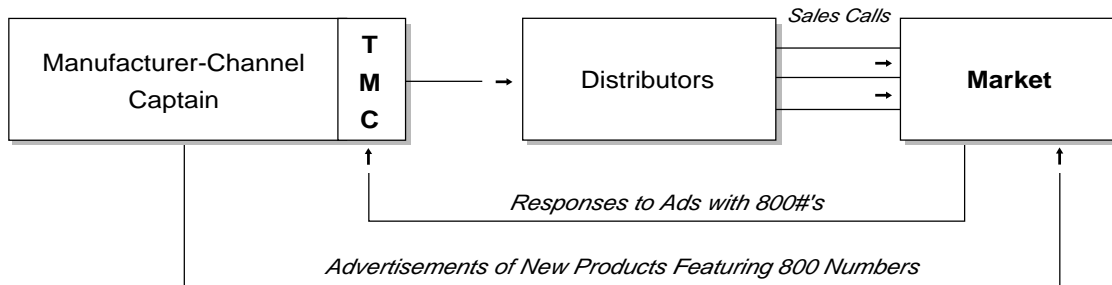 Sales Calls
Manufacturer-Channel
Captain
T
M
C
Distributors
Market
Responses to Ads with 800#'s
Advertisements of New Products Featuring 800 Numbers